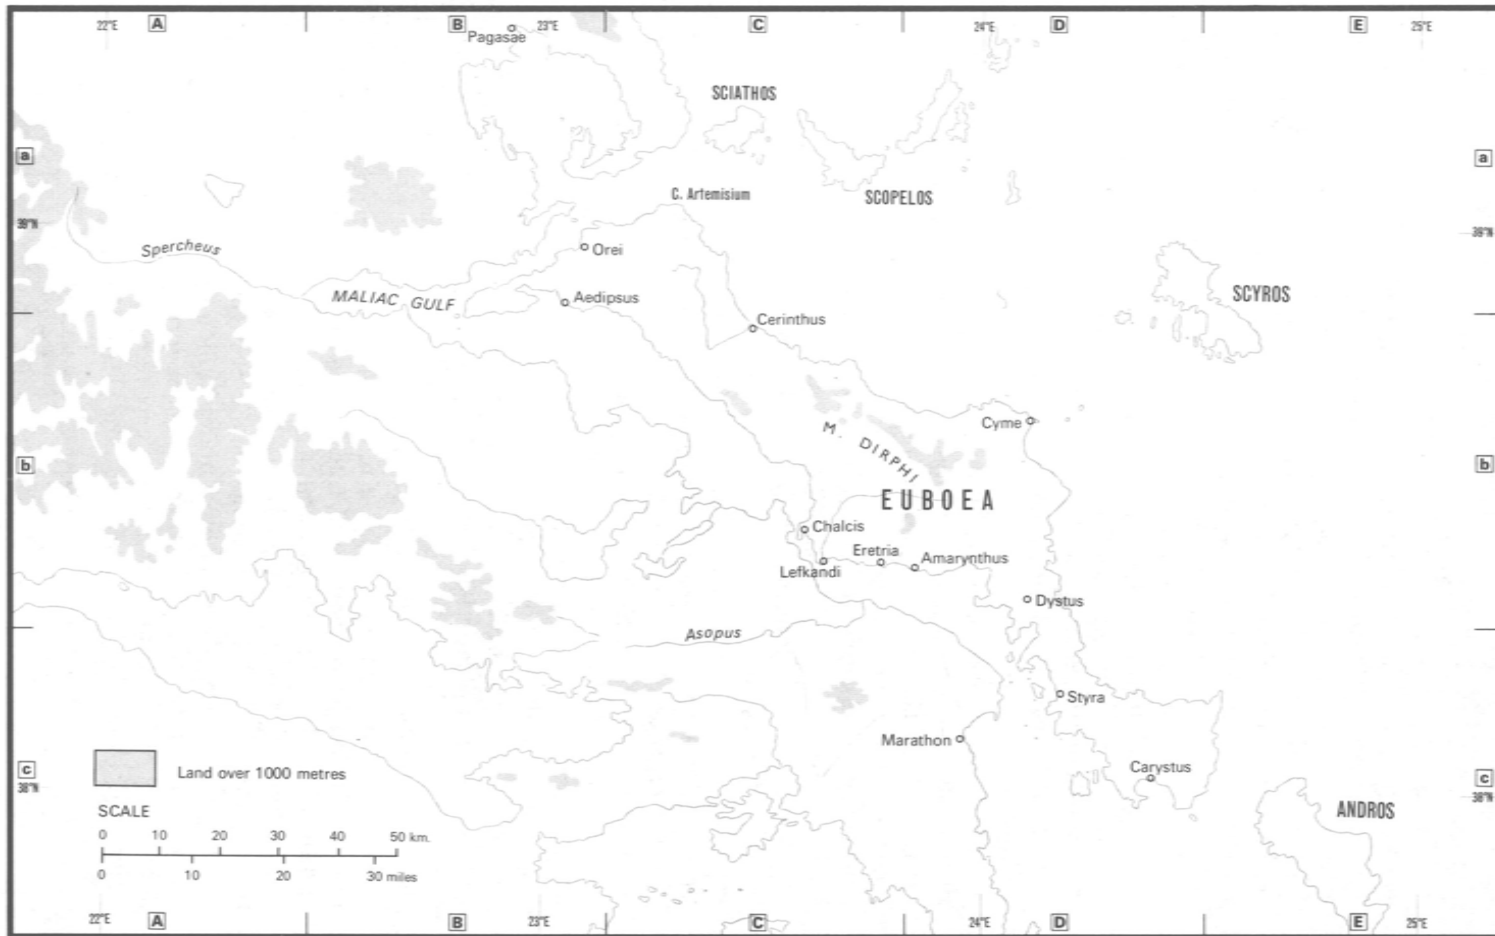 22°E A B 23°E C 24°E D E 25°E
Pagasae
SCIATHOS
a a
C. Artemisium
SCOPELOS
39°N 39°N
Spercheus
Orei
MALIAC GULF
Aedipsus
SCYROS
Cerinthus
Cyme
M. DIRPHI
b b
EUBOEA
Chalcis
Eretria
Amarynthus
Lefkandi
Dystus
Asopus
Styra
Marathon
Carystus
c c
38°N 38°N
Land over 1000 metres
ANDROS
SCALE
0 10 20 30 40 50 km.
0 10 20 30 miles
22°E A B 23°E C 24°E D E 25°E